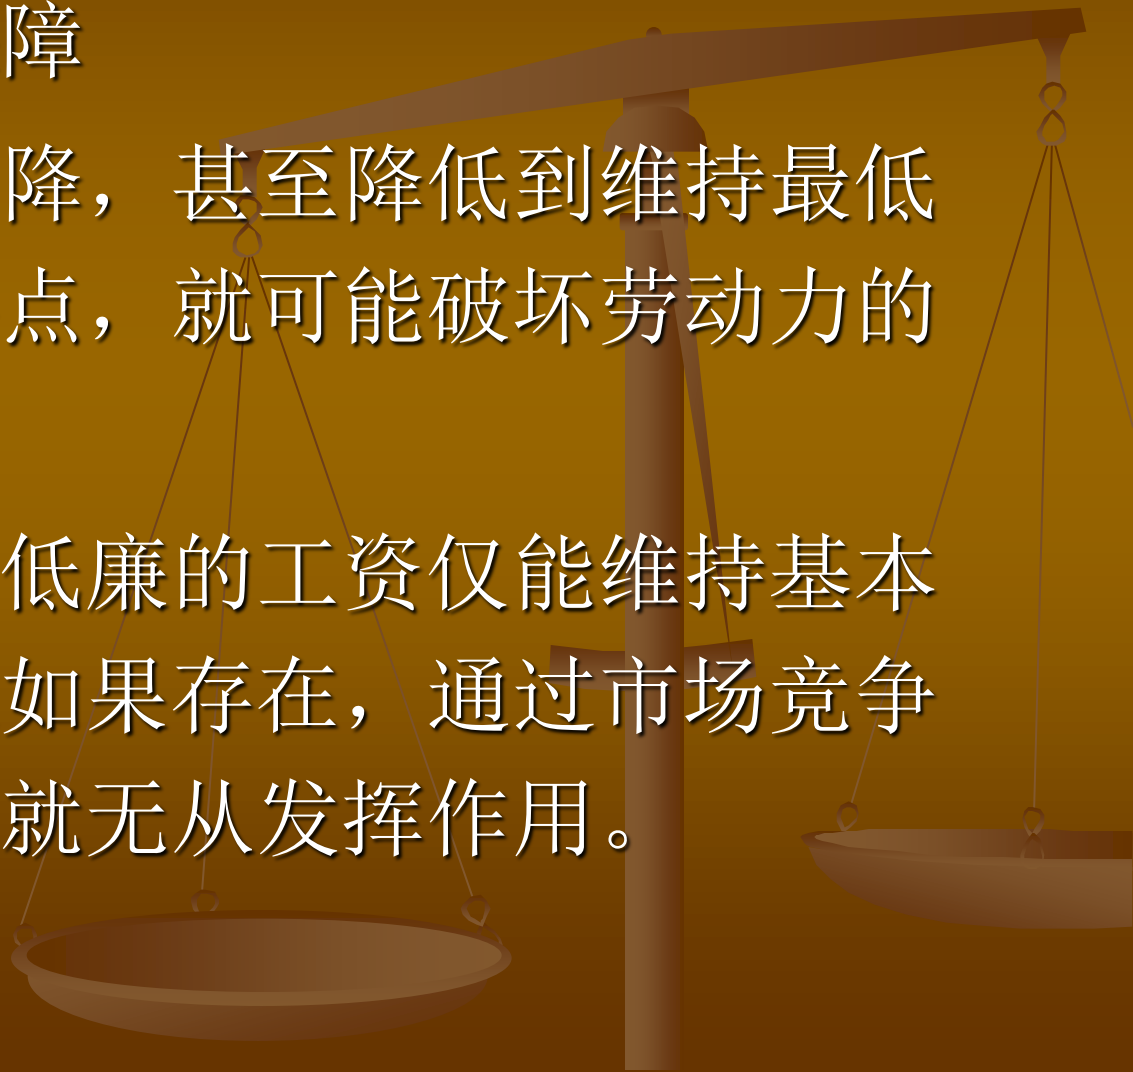 障
降，甚至降低到维持最低
点，就可能破坏劳动力的
低廉的工资仅能维持基本
如果存在，通过市场竞争
就无从发挥作用。